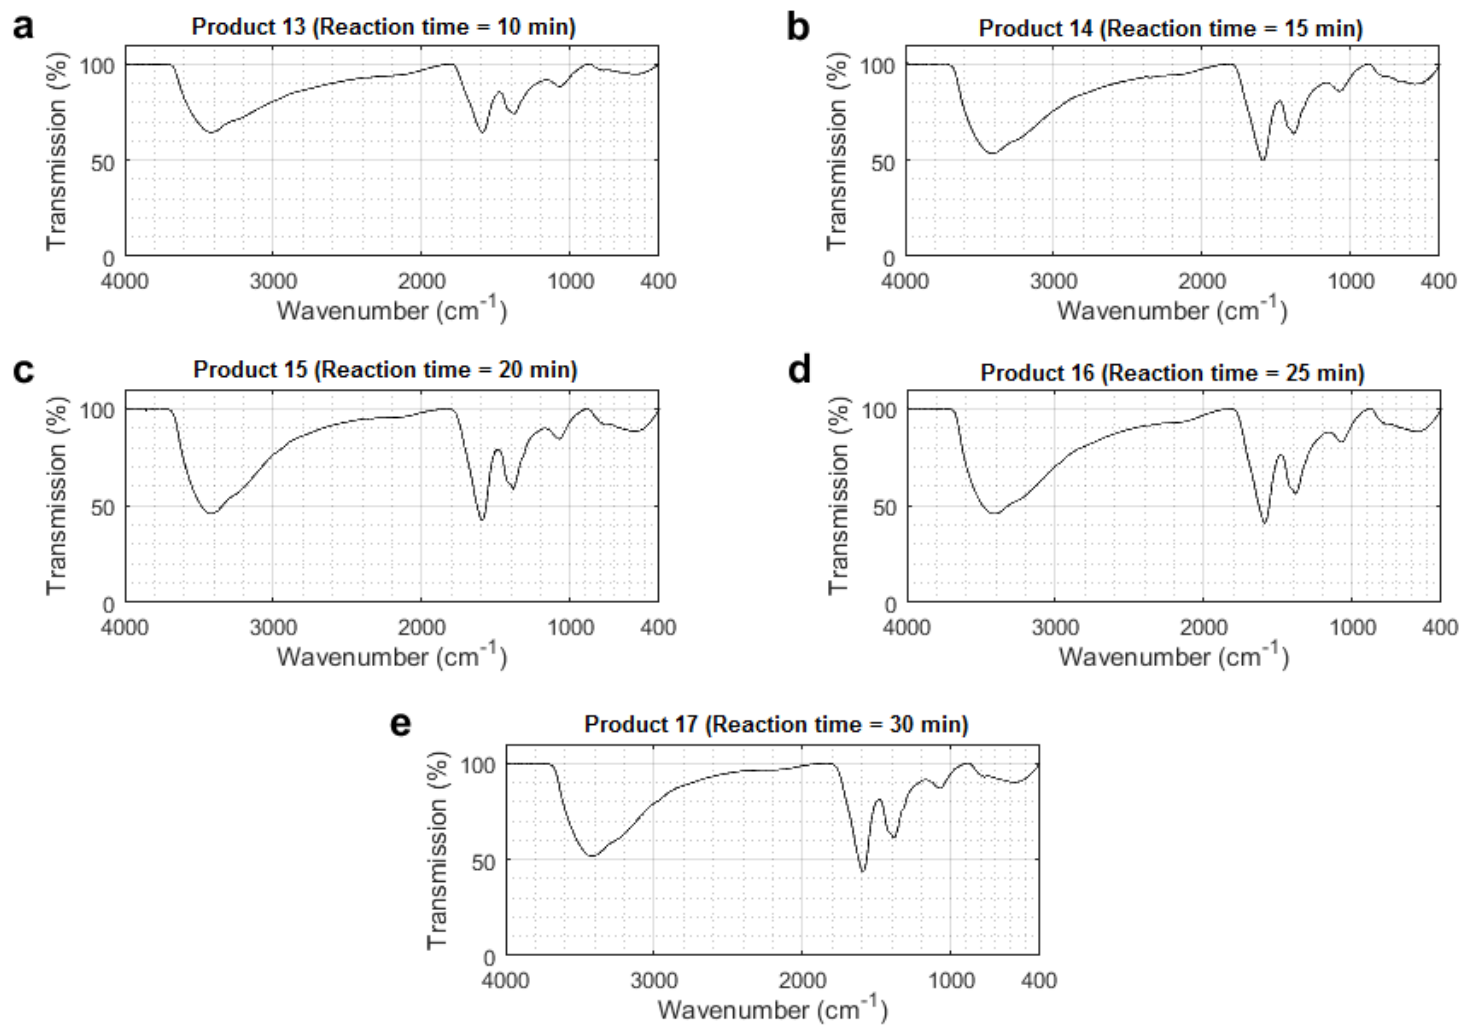 a
Product 13 (Reaction time = 10 min)
Transmission (%)
100
50
0
4000 3000 2000 1000 400
Wavenumber (cm-1)
b
Product 14 (Reaction time = 15 min)
Transmission (%)
100
50
0
4000 3000 2000 1000 400
Wavenumber (cm-1)
c
Product 15 (Reaction time = 20 min)
Transmission (%)
100
50
0
4000 3000 2000 1000 400
Wavenumber (cm-1)
d
Product 16 (Reaction time = 25 min)
Transmission (%)
100
50
0
4000 3000 2000 1000 400
Wavenumber (cm-1)
e
Product 17 (Reaction time = 30 min)
Transmission (%)
100
50
0
4000 3000 2000 1000 400
Wavenumber (cm-1)